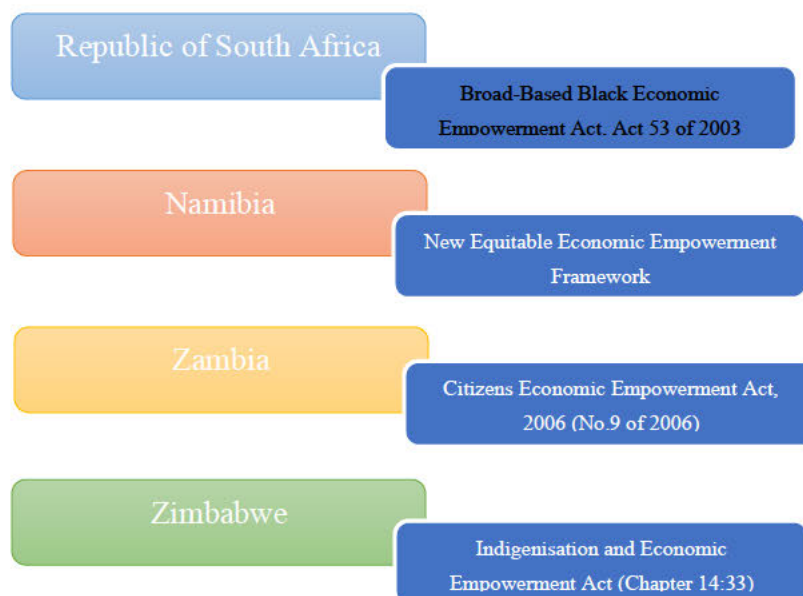 Republic of South Africa
Broad-Based Black Economic
Empowerment Act. Act 53 of 2003
Namibia
New Equitable Economic Empowerment
Framework
Zambia
Citizens Economic Empowerment Act,
2006 (No.9 of 2006)
Zimbabwe
Indigenisation and Economic
Empowerment Act (Chapter 14:33)